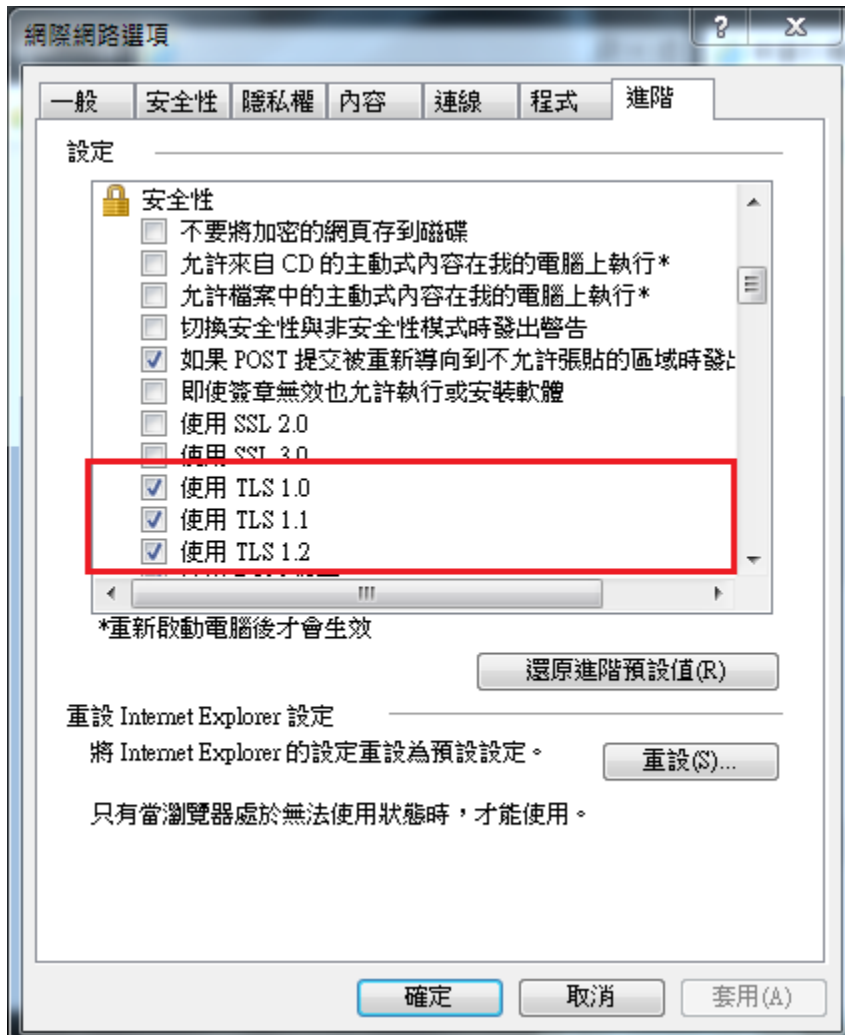 網際網路選項
一般 安全性 隱私權 內容 連線 程式 進階
設定
安全性
不要將加密的網頁存到磁碟
允許來自 CD 的主動式內容在我的電腦上執行*
允許檔案中的主動式內容在我的電腦上執行*
切換安全性與非安全性模式時發出警告
如果 POST 提交被重新導向到不允許張貼的區域時發出
即使簽章無效也允許執行或安裝軟體
使用 SSL 2.0
使用 SSL 3.0
使用 TLS 1.0
使用 TLS 1.1
使用 TLS 1.2
*重新啟動電腦後才會生效
還原進階預設值(R)
重設 Internet Explorer 設定
將 Internet Explorer 的設定重設為預設設定。
重設(S)...
只有當瀏覽器處於無法使用狀態時，才能使用。
確定 取消 套用(A)